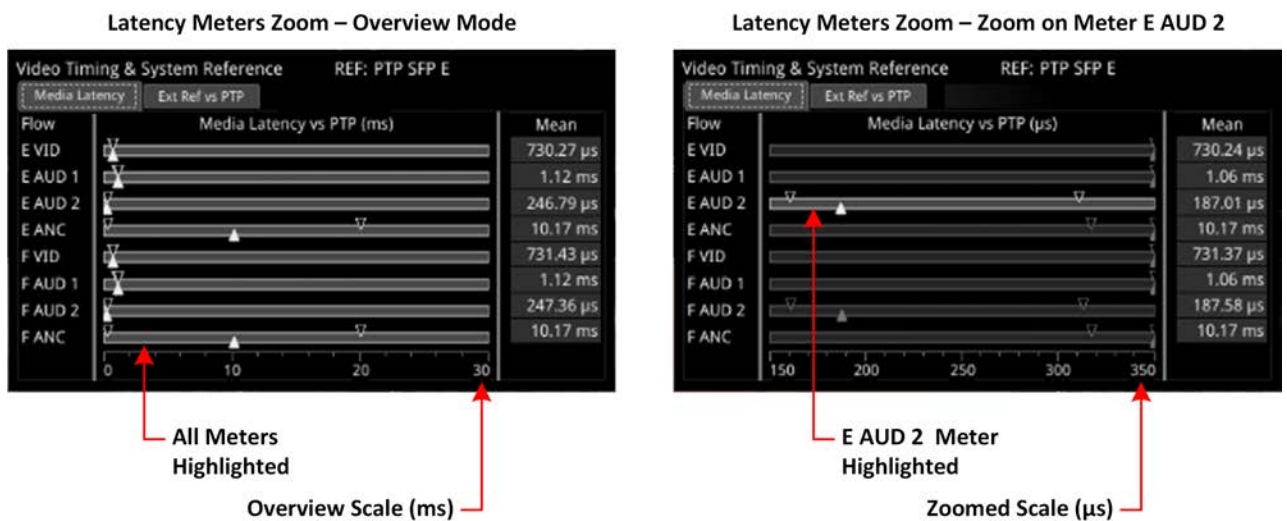 Latency Meters Zoom – Overview Mode
Video Timing & System Reference REF: PTP SFP E
Media Latency Ext Ref vs PTP
Flow Media Latency vs PTP (ms) Mean
E VID 730.27 µs
E AUD 1 1.12 ms
E AUD 2 246.79 µs
E ANC 10.17 ms
F VID 731.43 µs
F AUD 1 1.12 ms
F AUD 2 247.36 µs
F ANC 10.17 ms
0 10 20 30
All Meters
Highlighted
Overview Scale (ms)
Latency Meters Zoom – Zoom on Meter E AUD 2
Video Timing & System Reference REF: PTP SFP E
Media Latency Ext Ref vs PTP
Flow Media Latency vs PTP (µs) Mean
E VID 730.24 µs
E AUD 1 1.06 ms
E AUD 2 187.01 µs
E ANC 10.17 ms
F VID 731.37 µs
F AUD 1 1.06 ms
F AUD 2 187.58 µs
F ANC 10.17 ms
150 200 250 300 350
E AUD 2 Meter
Highlighted
Zoomed Scale (µs)